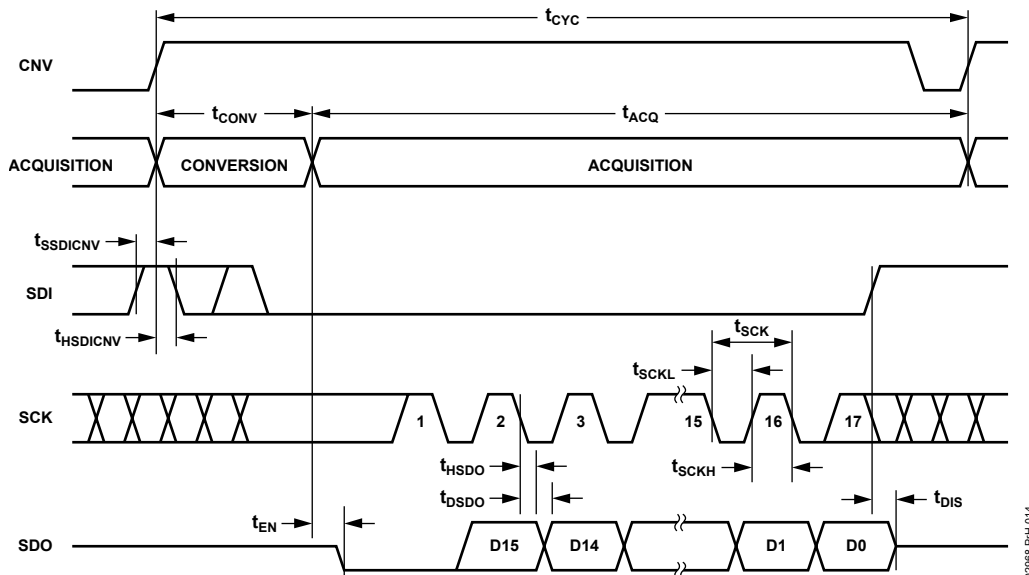 tCYC
CNV
tCONV
tACQ
ACQUISITION
CONVERSION
ACQUISITION
tSSDICNV
SDI
tHSDICNV
tSCK
tSCKL
SCK
1
2
3
15
16
17
tHSDO
tSCKH
tDSDO
tDIS
tEN
SDO
D15
D14
D1
D0